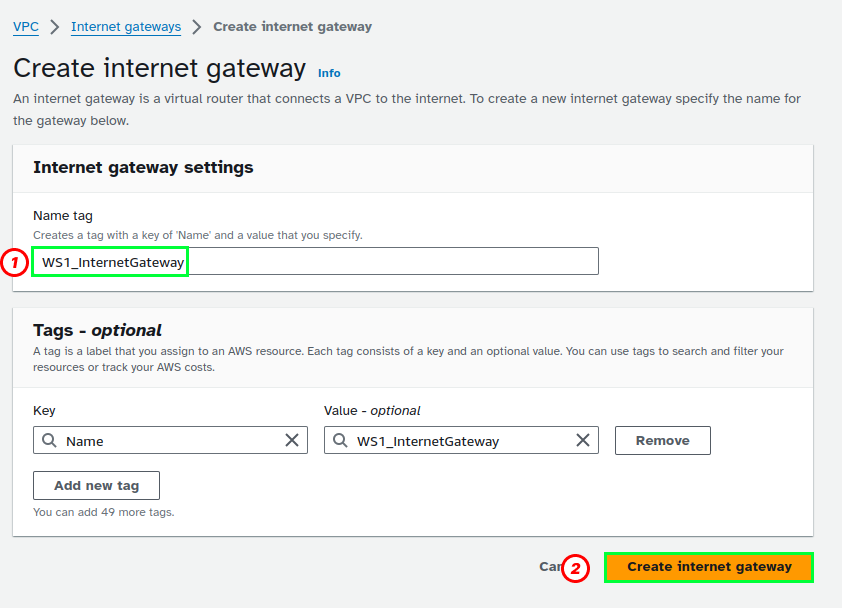 VPC > Internet gateways > Create internet gateway
Create internet gateway Info
An internet gateway is a virtual router that connects a VPC to the internet. To create a new internet gateway specify the name for
the gateway below.
Internet gateway settings
Name tag
Creates a tag with a key of 'Name' and a value that you specify.
1 WS1_InternetGateway
Tags - optional
A tag is a label that you assign to an AWS resource. Each tag consists of a key and an optional value. You can use tags to search and filter your
resources or track your AWS costs.
Key Value - optional
Name WS1_InternetGateway Remove
Add new tag
You can add 49 more tags.
2 Create internet gateway